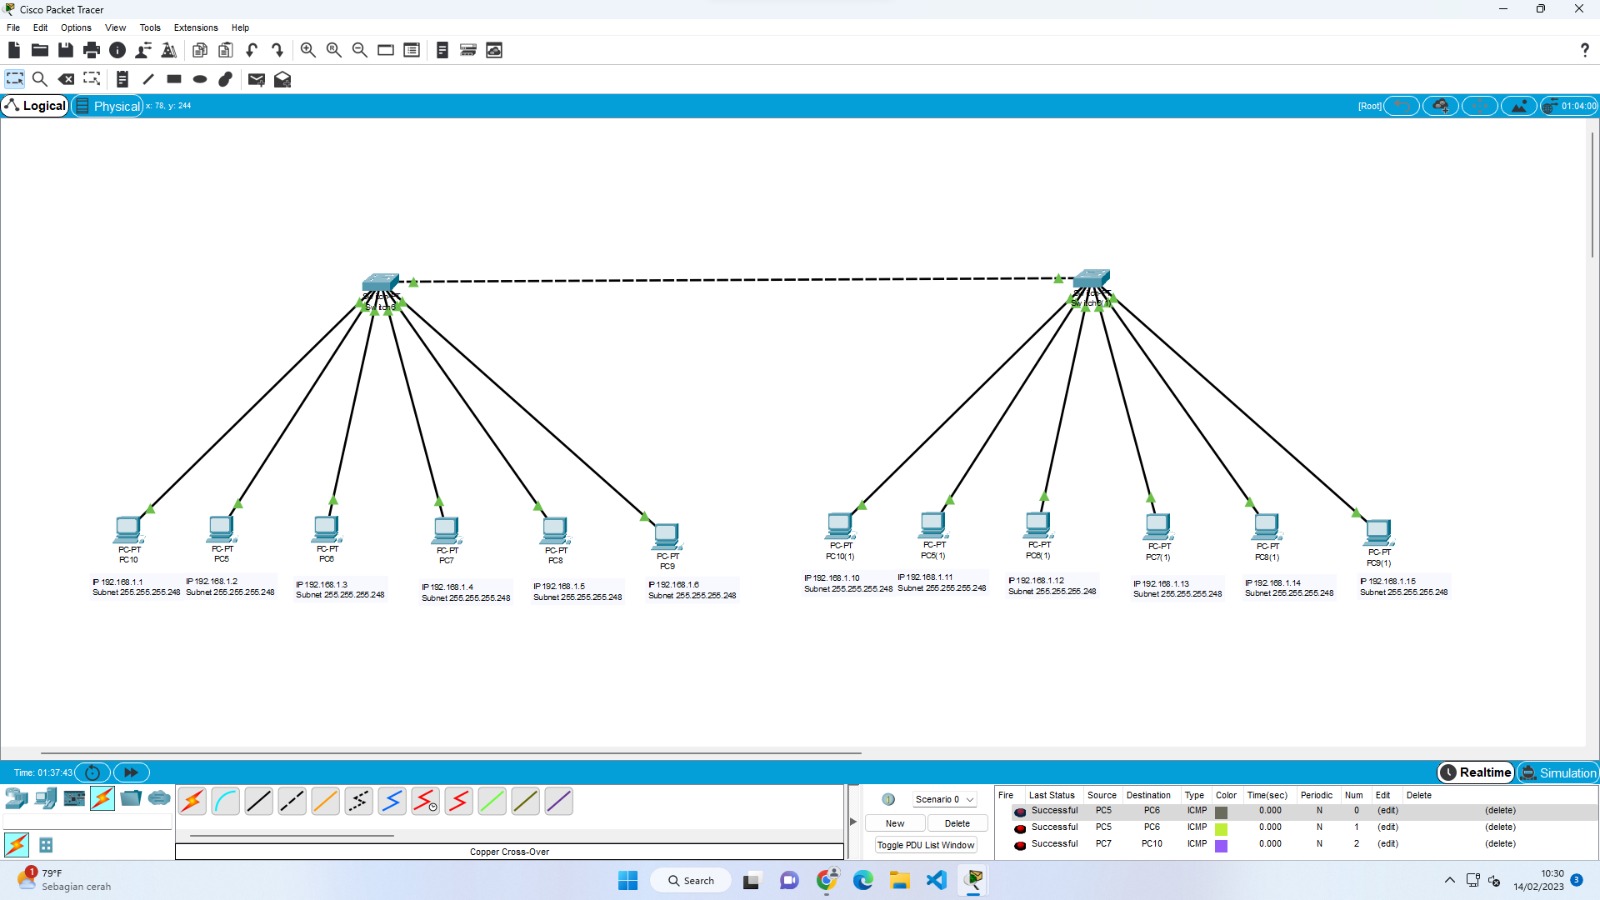 Cisco Packet Tracer
File Edit Options View Tools Extensions Help
?
Logical Physical x: 78, y: 244 [Root] 01:04:00
PC-PT
PC10
PC-PT
PC5
PC-PT
PC6
PC-PT
PC7
PC-PT
PC8
PC-PT
PC9
PC-PT
PC10(1)
PC-PT
PC5(1)
PC-PT
PC6(1)
PC-PT
PC7(1)
PC-PT
PC8(1)
PC-PT
PC9(1)
IP 192.168.1.1
Subnet 255.255.255.248
IP 192.168.1.2
Subnet 255.255.255.248
IP 192.168.1.3
Subnet 255.255.255.248
IP 192.168.1.4
Subnet 255.255.255.248
IP 192.168.1.5
Subnet 255.255.255.248
IP 192.168.1.6
Subnet 255.255.255.248
IP 192.168.1.10
Subnet 255.255.255.248
IP 192.168.1.11
Subnet 255.255.255.248
IP 192.168.1.12
Subnet 255.255.255.248
IP 192.168.1.13
Subnet 255.255.255.248
IP 192.168.1.14
Subnet 255.255.255.248
IP 192.168.1.15
Subnet 255.255.255.248
Time: 01:37:43 Realtime Simulation
Copper Cross-Over
Scenario 0
New Delete
Toggle PDU List Window
Fire Last Status Source Destination Type Color Time(sec) Periodic Num Edit Delete
Successful PC5 PC6 ICMP 0.000 N 0 (edit) (delete)
Successful PC5 PC6 ICMP 0.000 N 1 (edit) (delete)
Successful PC7 PC10 ICMP 0.000 N 2 (edit) (delete)
1
79°F
Sebagian cerah
Search
10:30
14/02/2023
3